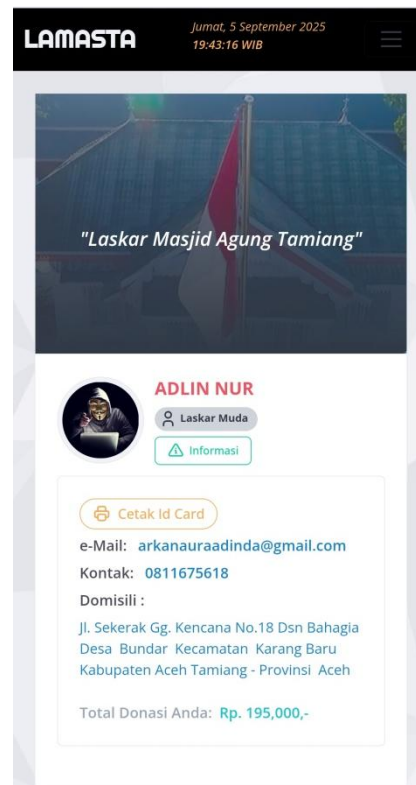 LAMASTA
Jumat, 5 September 2025
19:43:16 WIB
"Laskar Masjid Agung Tamiang"
ADLIN NUR
Laskar Muda
Informasi
Cetak Id Card
e-Mail: arkanauraadinda@gmail.com
Kontak: 0811675618
Domisili :
Jl. Sekerak Gg. Kencana No.18 Dsn Bahagia
Desa Bundar Kecamatan Karang Baru
Kabupaten Aceh Tamiang - Provinsi Aceh
Total Donasi Anda: Rp. 195,000,-